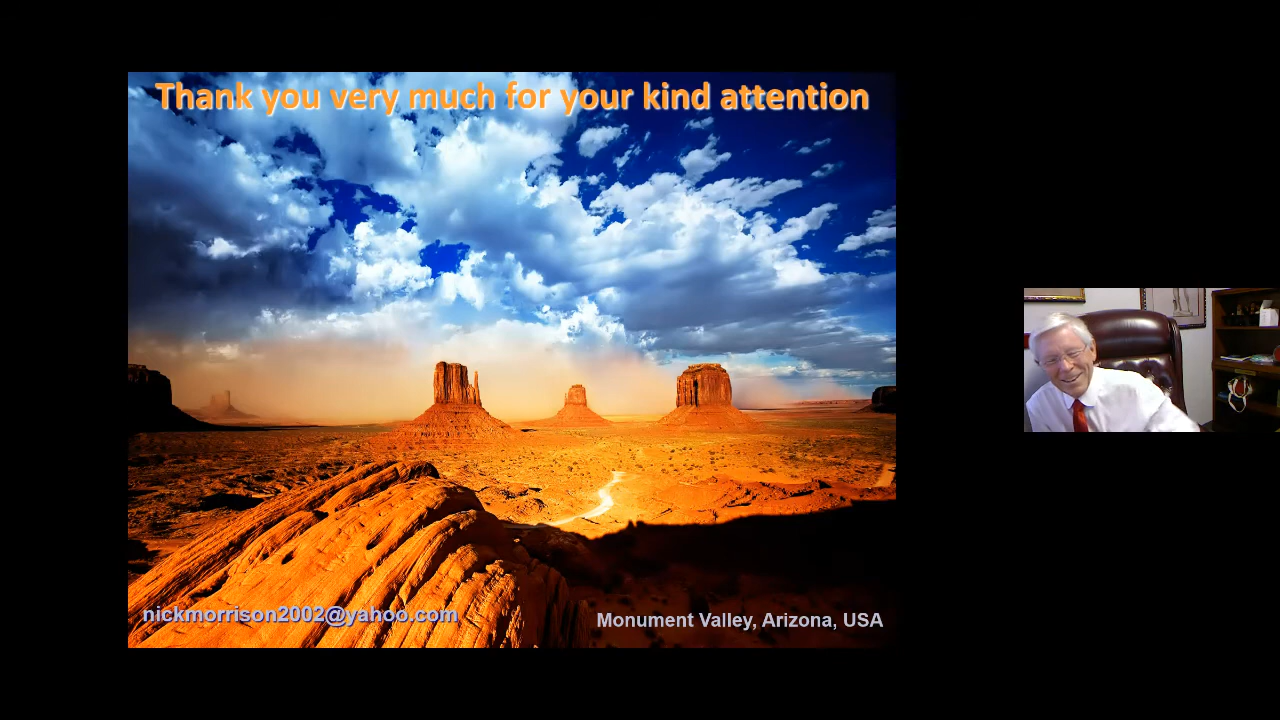 Thank you very much for your kind attention
nickmorrison2002@yahoo.com
Monument Valley, Arizona, USA